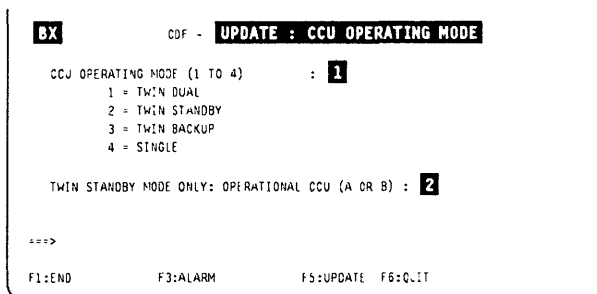 BX CDF - UPDATE : CCU OPERATING MODE
CCU OPERATING MODE (1 TO 4) : 1
1 = TWIN DUAL
2 = TWIN STANDBY
3 = TWIN BACKUP
4 = SINGLE
TWIN STANDBY MODE ONLY: OPERATIONAL CCU (A OR B) : 2
===>
F1:END F3:ALARM F5:UPDATE F6:QUIT